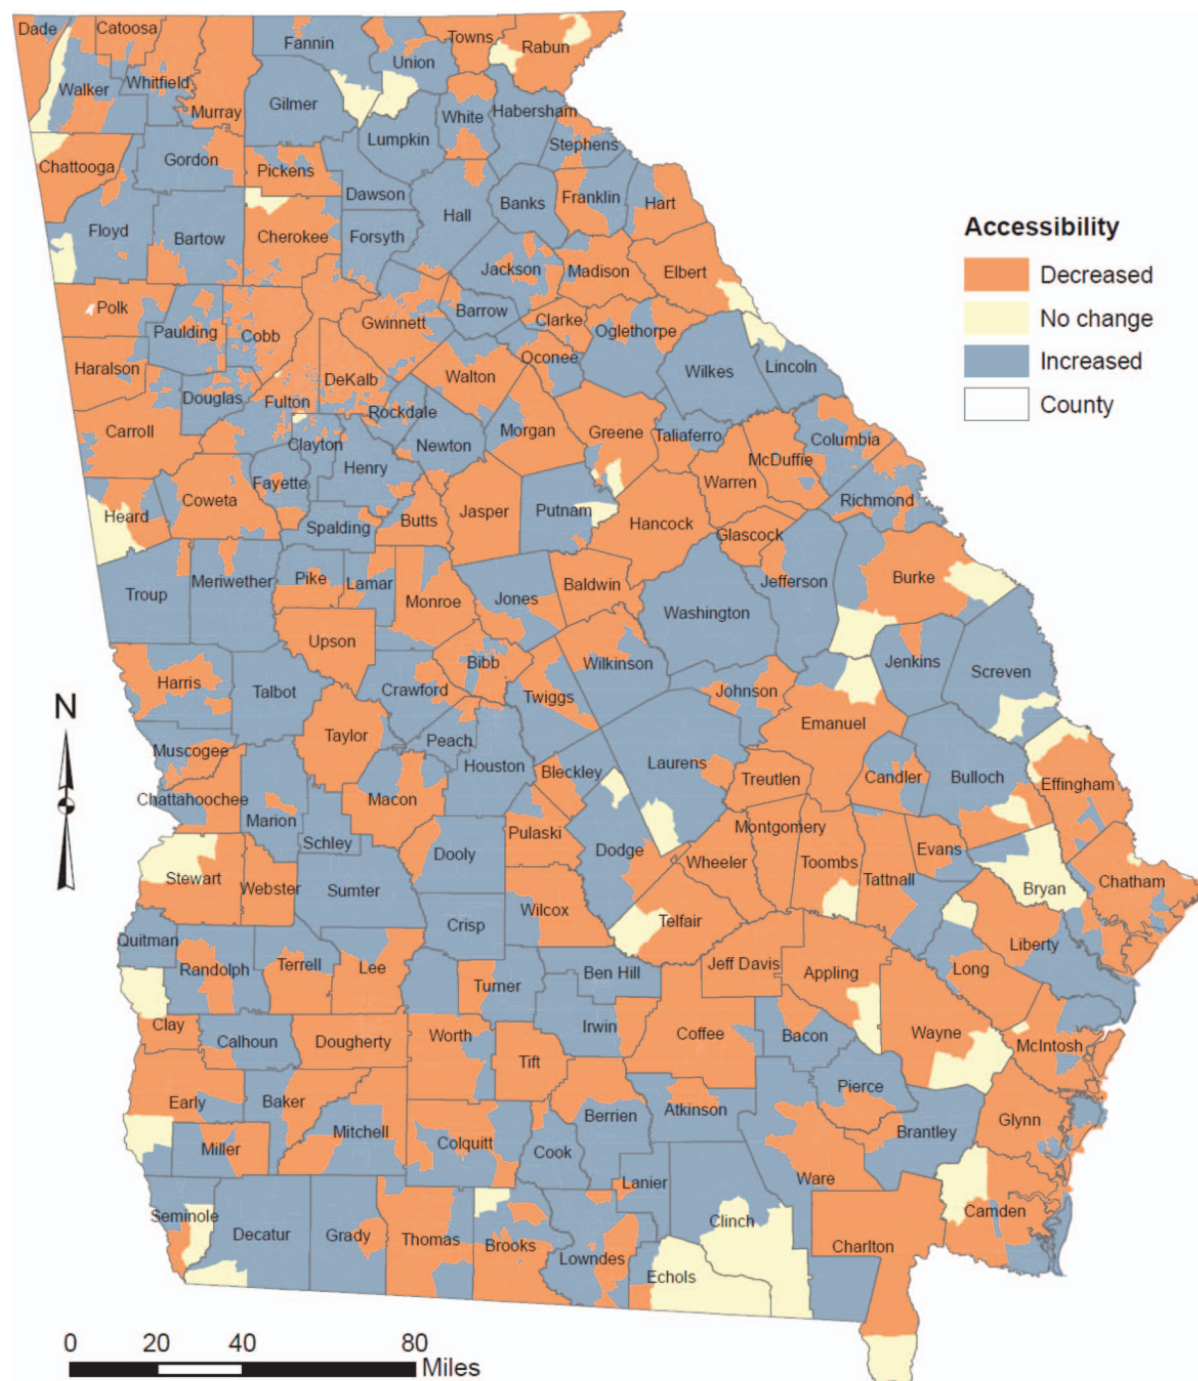 Dade
Catoosa
Fannin
Towns
Rabun
Union
Walker
Whitfield
Murray
Gilmer
White
Habersham
Lumpkin
Stephens
Chattooga
Gordon
Pickens
Dawson
Hall
Banks
Franklin
Hart
Floyd
Bartow
Cherokee
Forsyth
Jackson
Madison
Elbert
Accessibility
Decreased
No change
Increased
County
Polk
Paulding
Cobb
Gwinnett
Barrow
Clarke
Oglethorpe
Oconee
Haralson
Douglas
Fulton
DeKalb
Walton
Wilkes
Lincoln
Rockdale
Carroll
Clayton
Newton
Morgan
Greene
Taliaferro
Columbia
McDuffie
Henry
Fayette
Coweta
Heard
Warren
Richmond
Spalding
Butts
Jasper
Putnam
Hancock
Glascock
Troup
Meriwether
Pike
Lamar
Monroe
Jones
Baldwin
Jefferson
Burke
Washington
Upson
Bibb
Wilkinson
Jenkins
Screven
Harris
Talbot
Crawford
Twiggs
Johnson
N
Taylor
Emanuel
Muscogee
Peach
Houston
Bleckley
Laurens
Treutlen
Candler
Bulloch
Effingham
Chattahoochee
Marion
Macon
Schley
Pulaski
Dooly
Dodge
Montgomery
Wheeler
Toombs
Evans
Tattnall
Stewart
Webster
Sumter
Bryan
Chatham
Crisp
Wilcox
Telfair
Quitman
Liberty
Randolph
Terrell
Lee
Turner
Ben Hill
Jeff Davis
Appling
Long
Clay
Calhoun
Dougherty
Worth
Irwin
Coffee
Bacon
Wayne
McIntosh
Tift
Early
Baker
Mitchell
Berrien
Atkinson
Pierce
Brantley
Glynn
Miller
Colquitt
Cook
Lanier
Ware
Seminole
Decatur
Grady
Thomas
Brooks
Lowndes
Clinch
Camden
Charlton
Echols
0 20 40 80
Miles